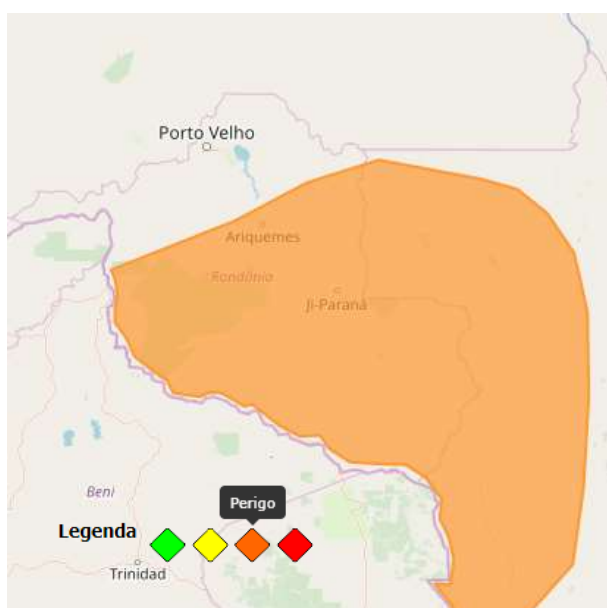 Porto Velho
Ariquemes
Rondônia
Ji-Paraná
Beni
Perigo
Legenda
Trinidad